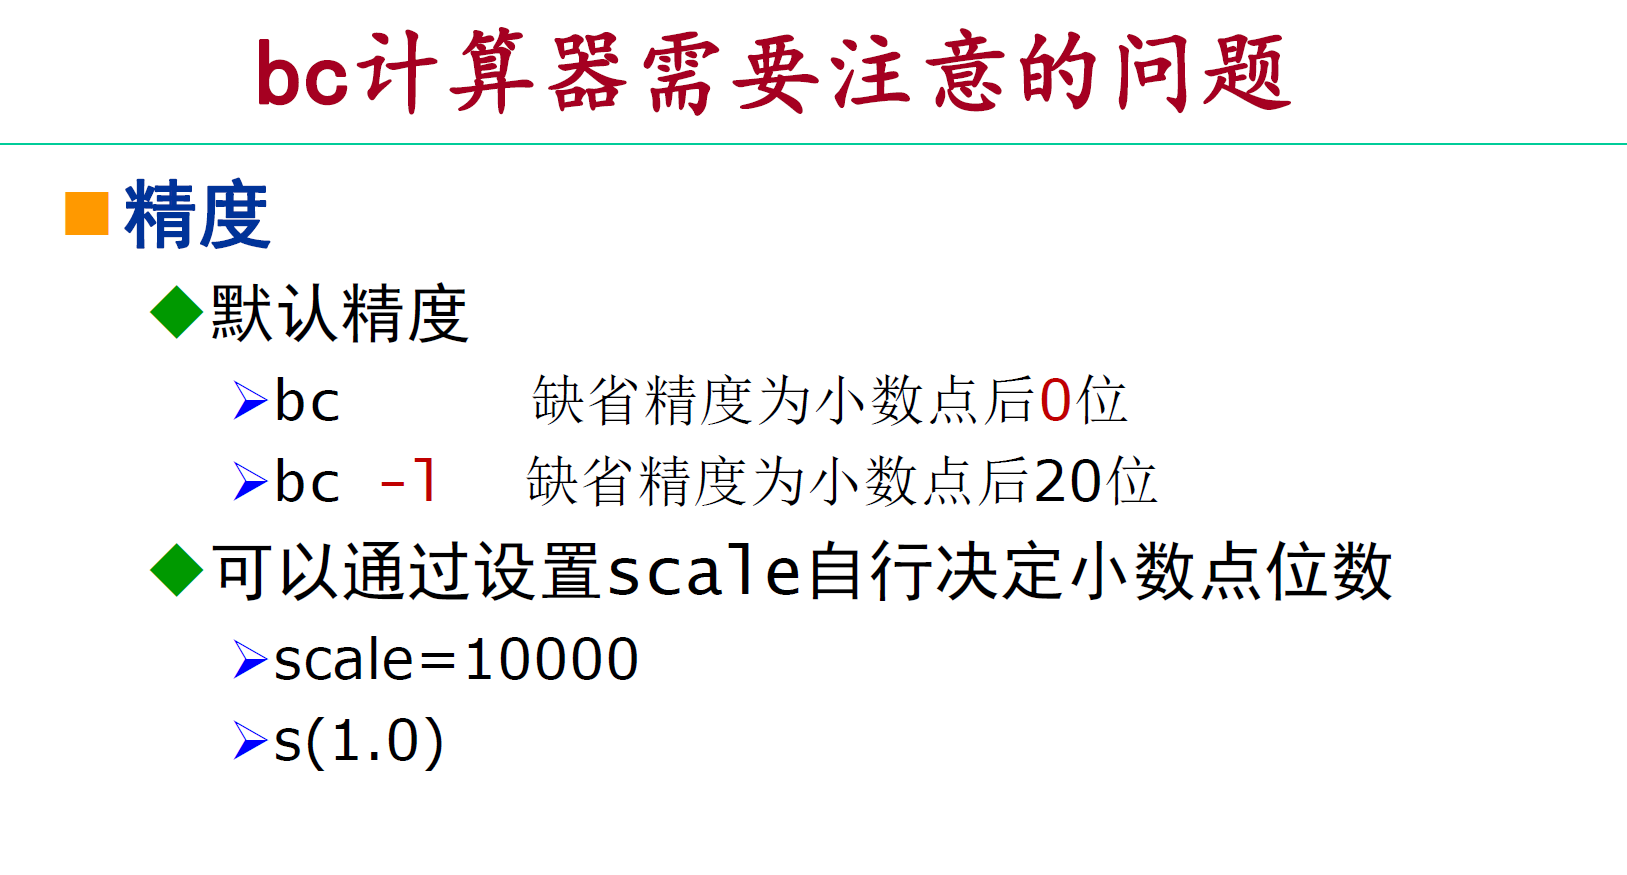 bc计算器需要注意的问题
精度
默认精度
bc 缺省精度为小数点后0位
bc -l 缺省精度为小数点后20位
可以通过设置scale自行决定小数点位数
scale=10000
s(1.0)